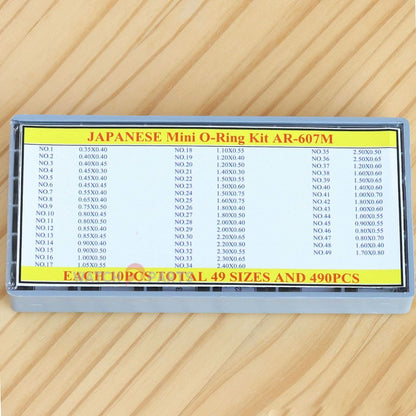 JAPANESE Mini O-Ring Kit AR-607M
NO.1 0.35X0.40
NO.2 0.40X0.40
NO.3 0.40X0.45
NO.4 0.45X0.30
NO.5 0.45X0.40
NO.6 0.45X0.40
NO.7 0.55X0.40
NO.8 0.65X0.40
NO.9 0.75X0.50
NO.10 0.80X0.45
NO.11 0.80X0.50
NO.12 0.85X0.40
NO.13 0.85X0.45
NO.14 0.90X0.40
NO.15 0.90X0.50
NO.16 1.00X0.50
NO.17 1.05X0.55
NO.18 1.10X0.55
NO.19 1.20X0.40
NO.20 1.20X0.50
NO.21 1.40X0.30
NO.22 1.50X0.55
NO.23 1.50X0.60
NO.24 1.50X0.75
NO.25 1.60X0.60
NO.26 1.80X0.40
NO.27 1.80X0.50
NO.28 2.00X0.40
NO.29 2.00X0.60
NO.30 2.20X0.65
NO.31 2.20X0.80
NO.32 2.50X0.55
NO.33 2.30X0.65
NO.34 2.40X0.60
NO.35 2.50X0.50
NO.36 2.50X0.65
NO.37 1.20X0.60
NO.38 1.60X0.60
NO.39 1.50X0.65
NO.40 1.60X0.60
NO.41 1.00X0.70
NO.42 1.80X0.60
NO.43 1.00X0.60
NO.44 1.00X0.55
NO.45 0.90X0.55
NO.46 0.80X0.55
NO.47 0.80X0.70
NO.48 1.60X0.40
NO.49 1.70X0.80
EACH 10PCS TOTAL 49 SIZES AND 490PCS